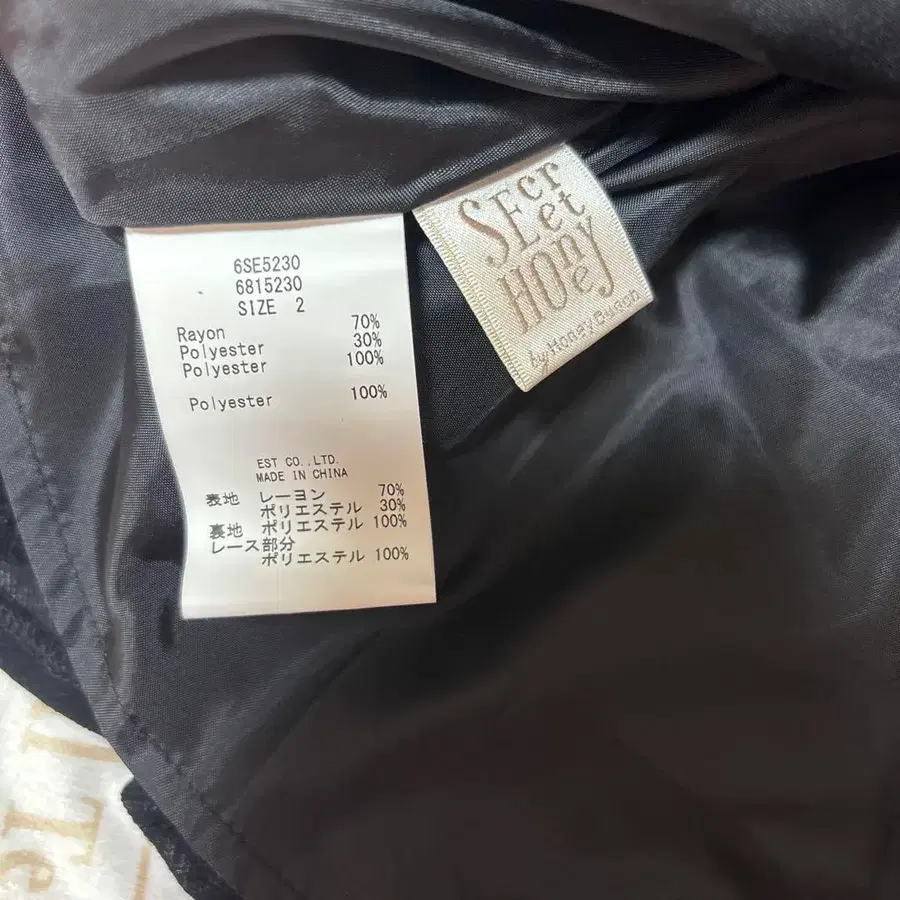 6SE5230
6815230
SIZE 2
Rayon 70%
Polyester 30%
Polyester 100%
Polyester 100%
EST CO.,LTD.
MADE IN CHINA
表地 レーヨン 70%
ポリエステル 30%
裏地 ポリエステル 100%
レース部分
ポリエステル 100%
SEcr
Let
HOney
by Honey Bunch
Te